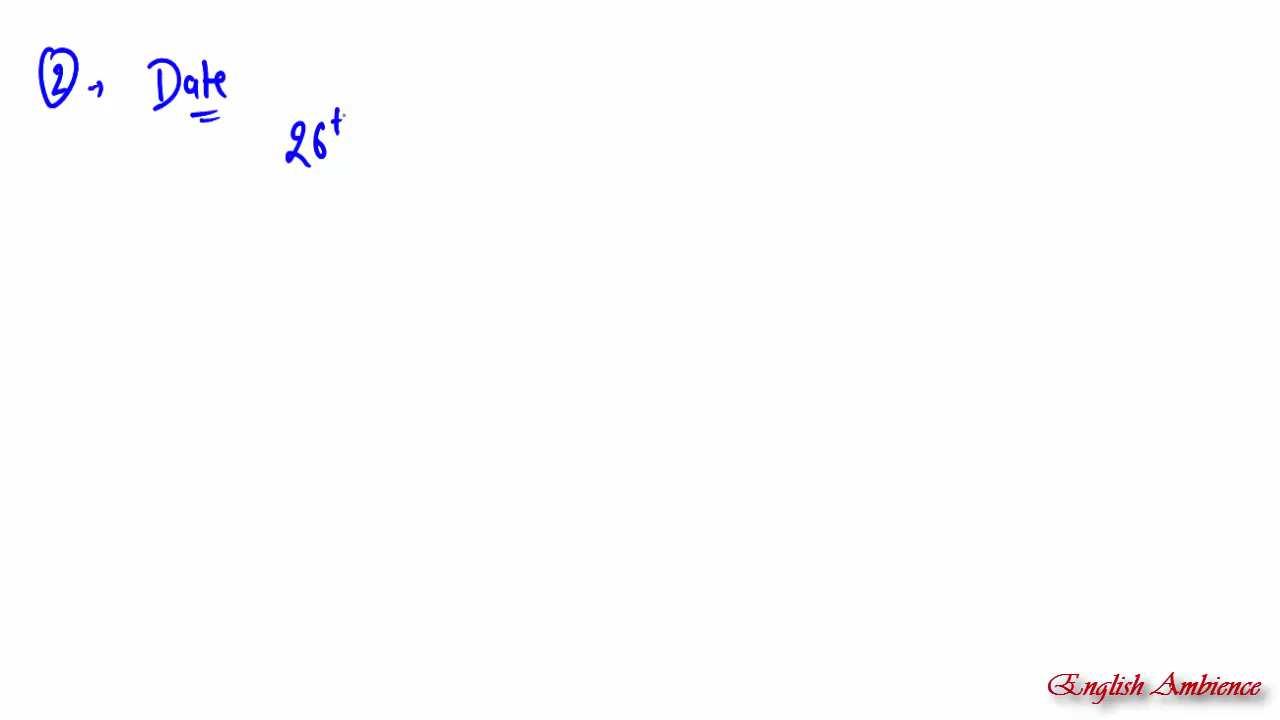 ② → Date
26t
English Ambience